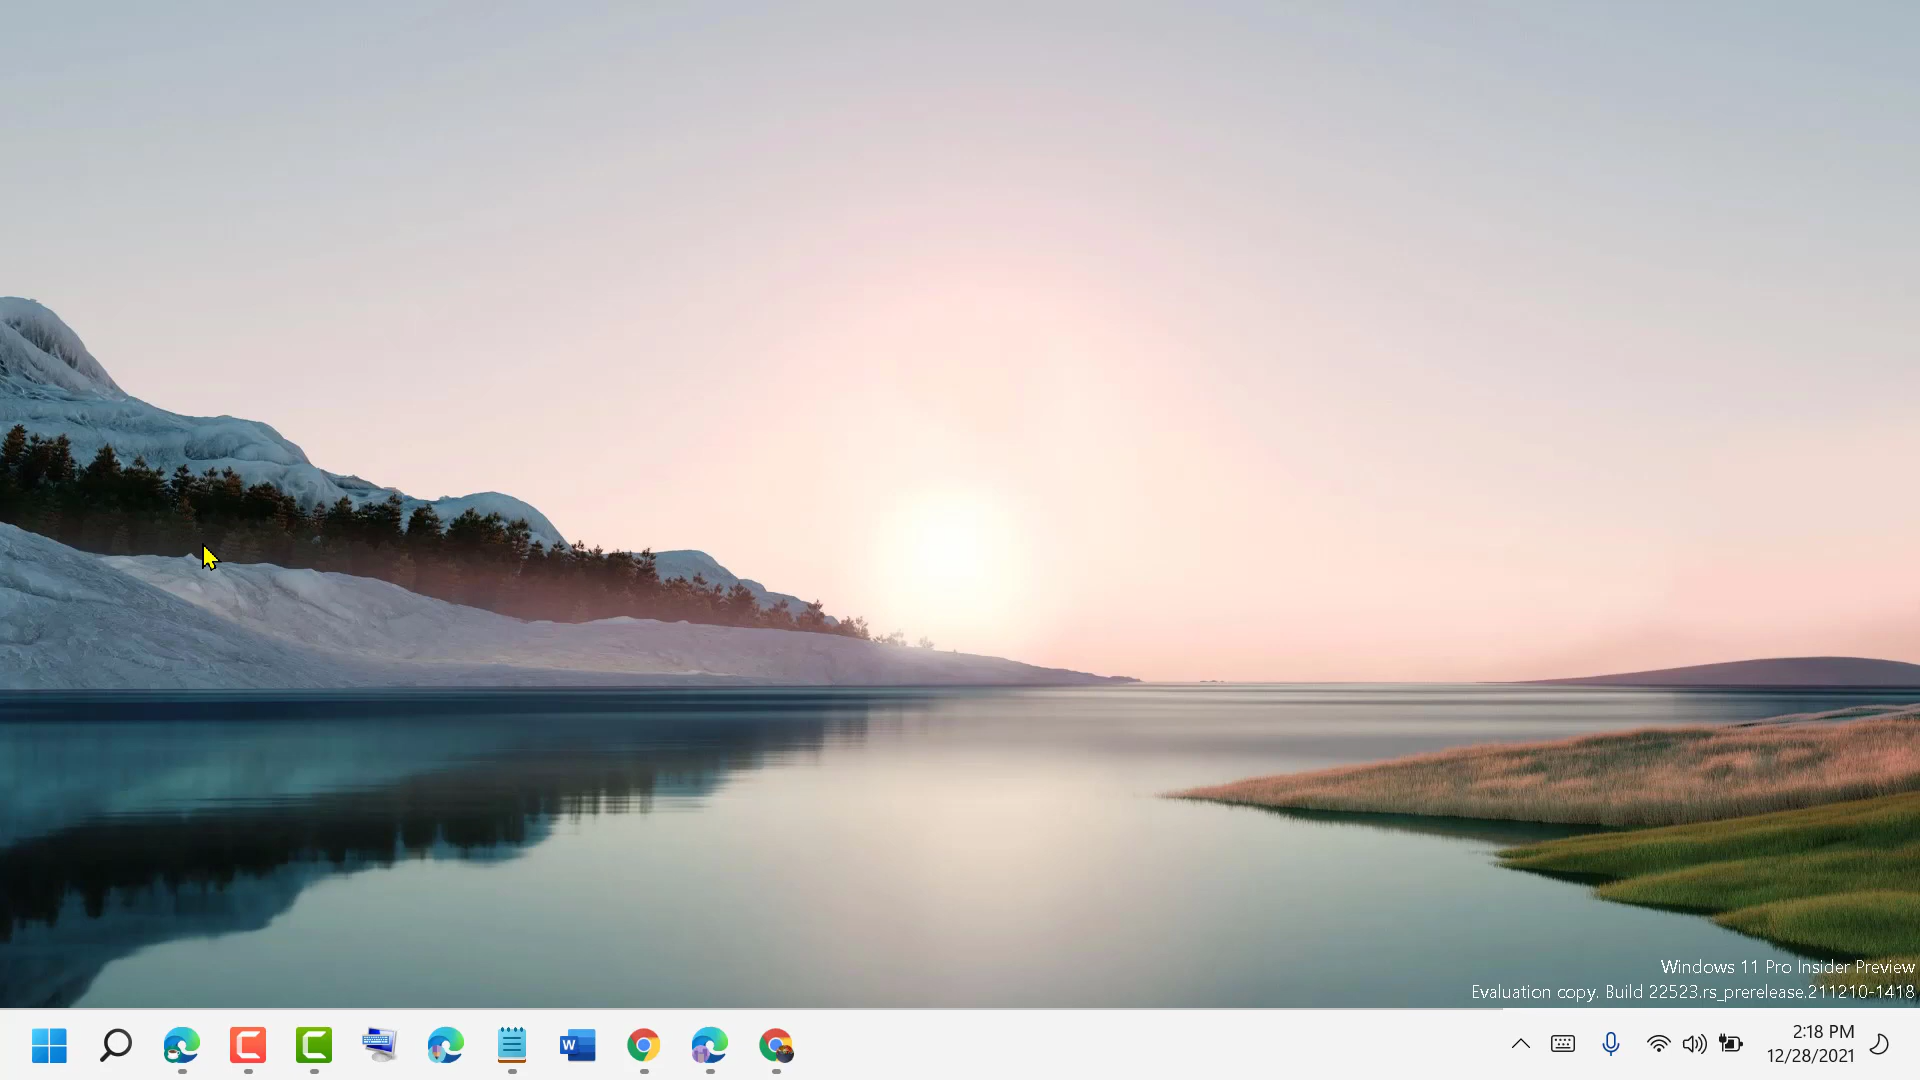 Windows 11 Pro Insider Preview
Evaluation copy. Build 22523.rs_prerelease.211210-1418
W
2:18 PM
12/28/2021